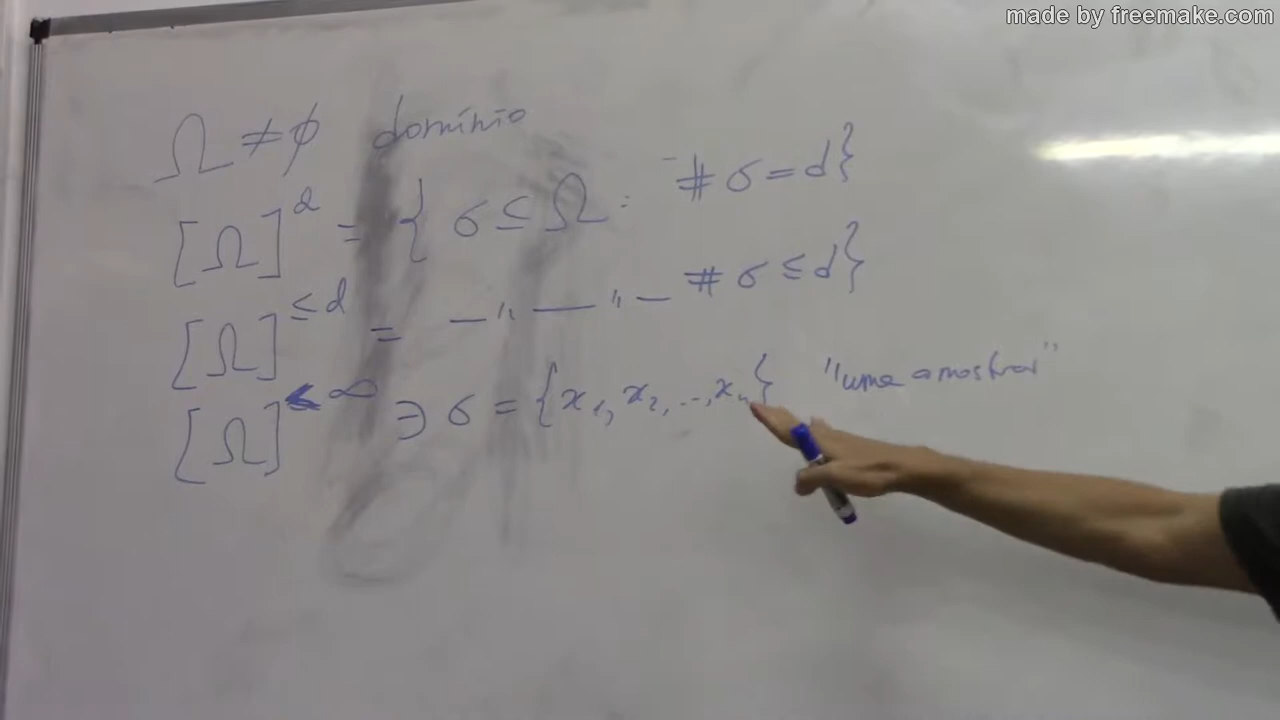 made by freemake.com
Ω ≠ ϕ domínio
[Ω]^d = { σ ⊆ Ω : # σ = d}
[Ω]^{≤ d} = — " — " — # σ ≤ d}
[Ω]^{< ∞} ∋ σ = {x₁, x₂, ..., xₙ} "uma amostra"